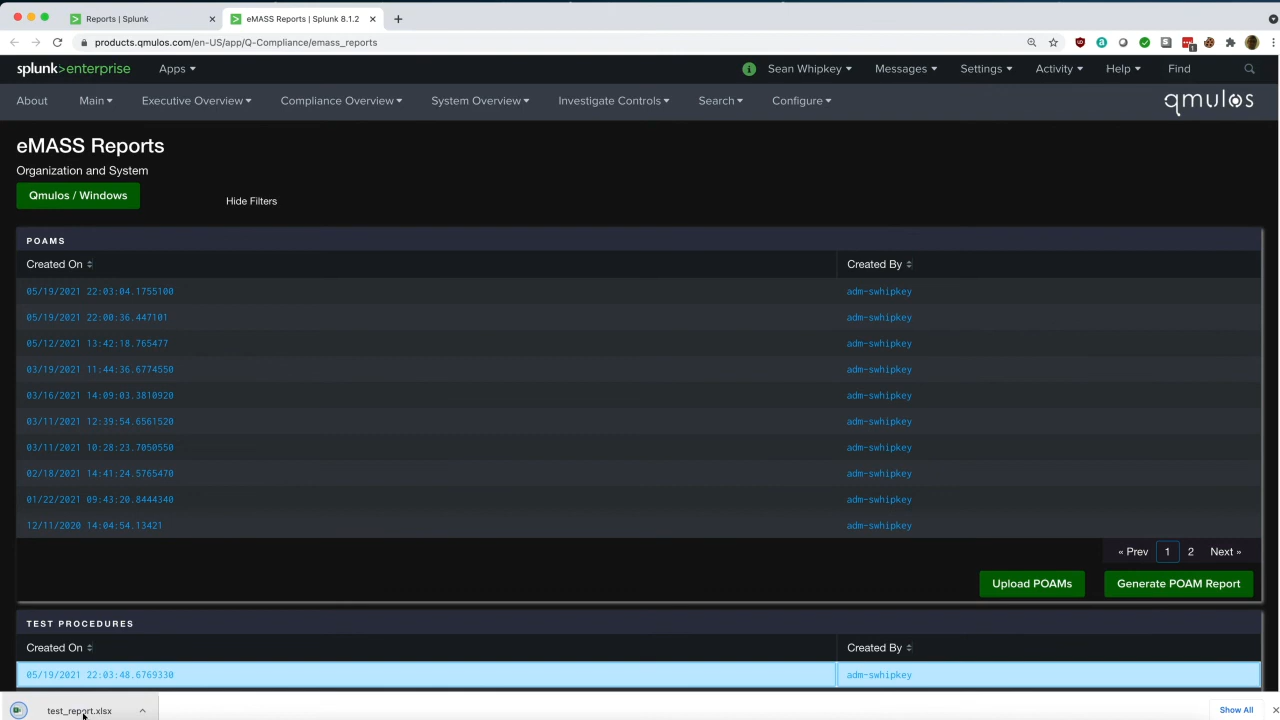 Reports | Splunk
eMASS Reports | Splunk 8.1.2
products.qmulos.com/en-US/app/Q-Compliance/emass_reports
splunk>enterprise Apps Sean Whipkey Messages Settings Activity Help Find
About Main Executive Overview Compliance Overview System Overview Investigate Controls Search Configure qmulos
eMASS Reports
Organization and System
Qmulos / Windows Hide Filters
POAMS
Created On Created By
05/19/2021 22:03:04.1755100 adm-swhipkey
05/19/2021 22:00:36.447101 adm-swhipkey
05/12/2021 13:42:18.765477 adm-swhipkey
03/19/2021 11:44:36.6774550 adm-swhipkey
03/16/2021 14:09:03.3810920 adm-swhipkey
03/11/2021 12:39:54.6561520 adm-swhipkey
03/11/2021 10:28:23.7050550 adm-swhipkey
02/18/2021 14:41:24.5765470 adm-swhipkey
01/22/2021 09:43:20.8444340 adm-swhipkey
12/11/2020 14:04:54.13421 adm-swhipkey
« Prev 1 2 Next »
Upload POAMs Generate POAM Report
TEST PROCEDURES
Created On Created By
05/19/2021 22:03:48.6769330 adm-swhipkey
test_report.xlsx Show All